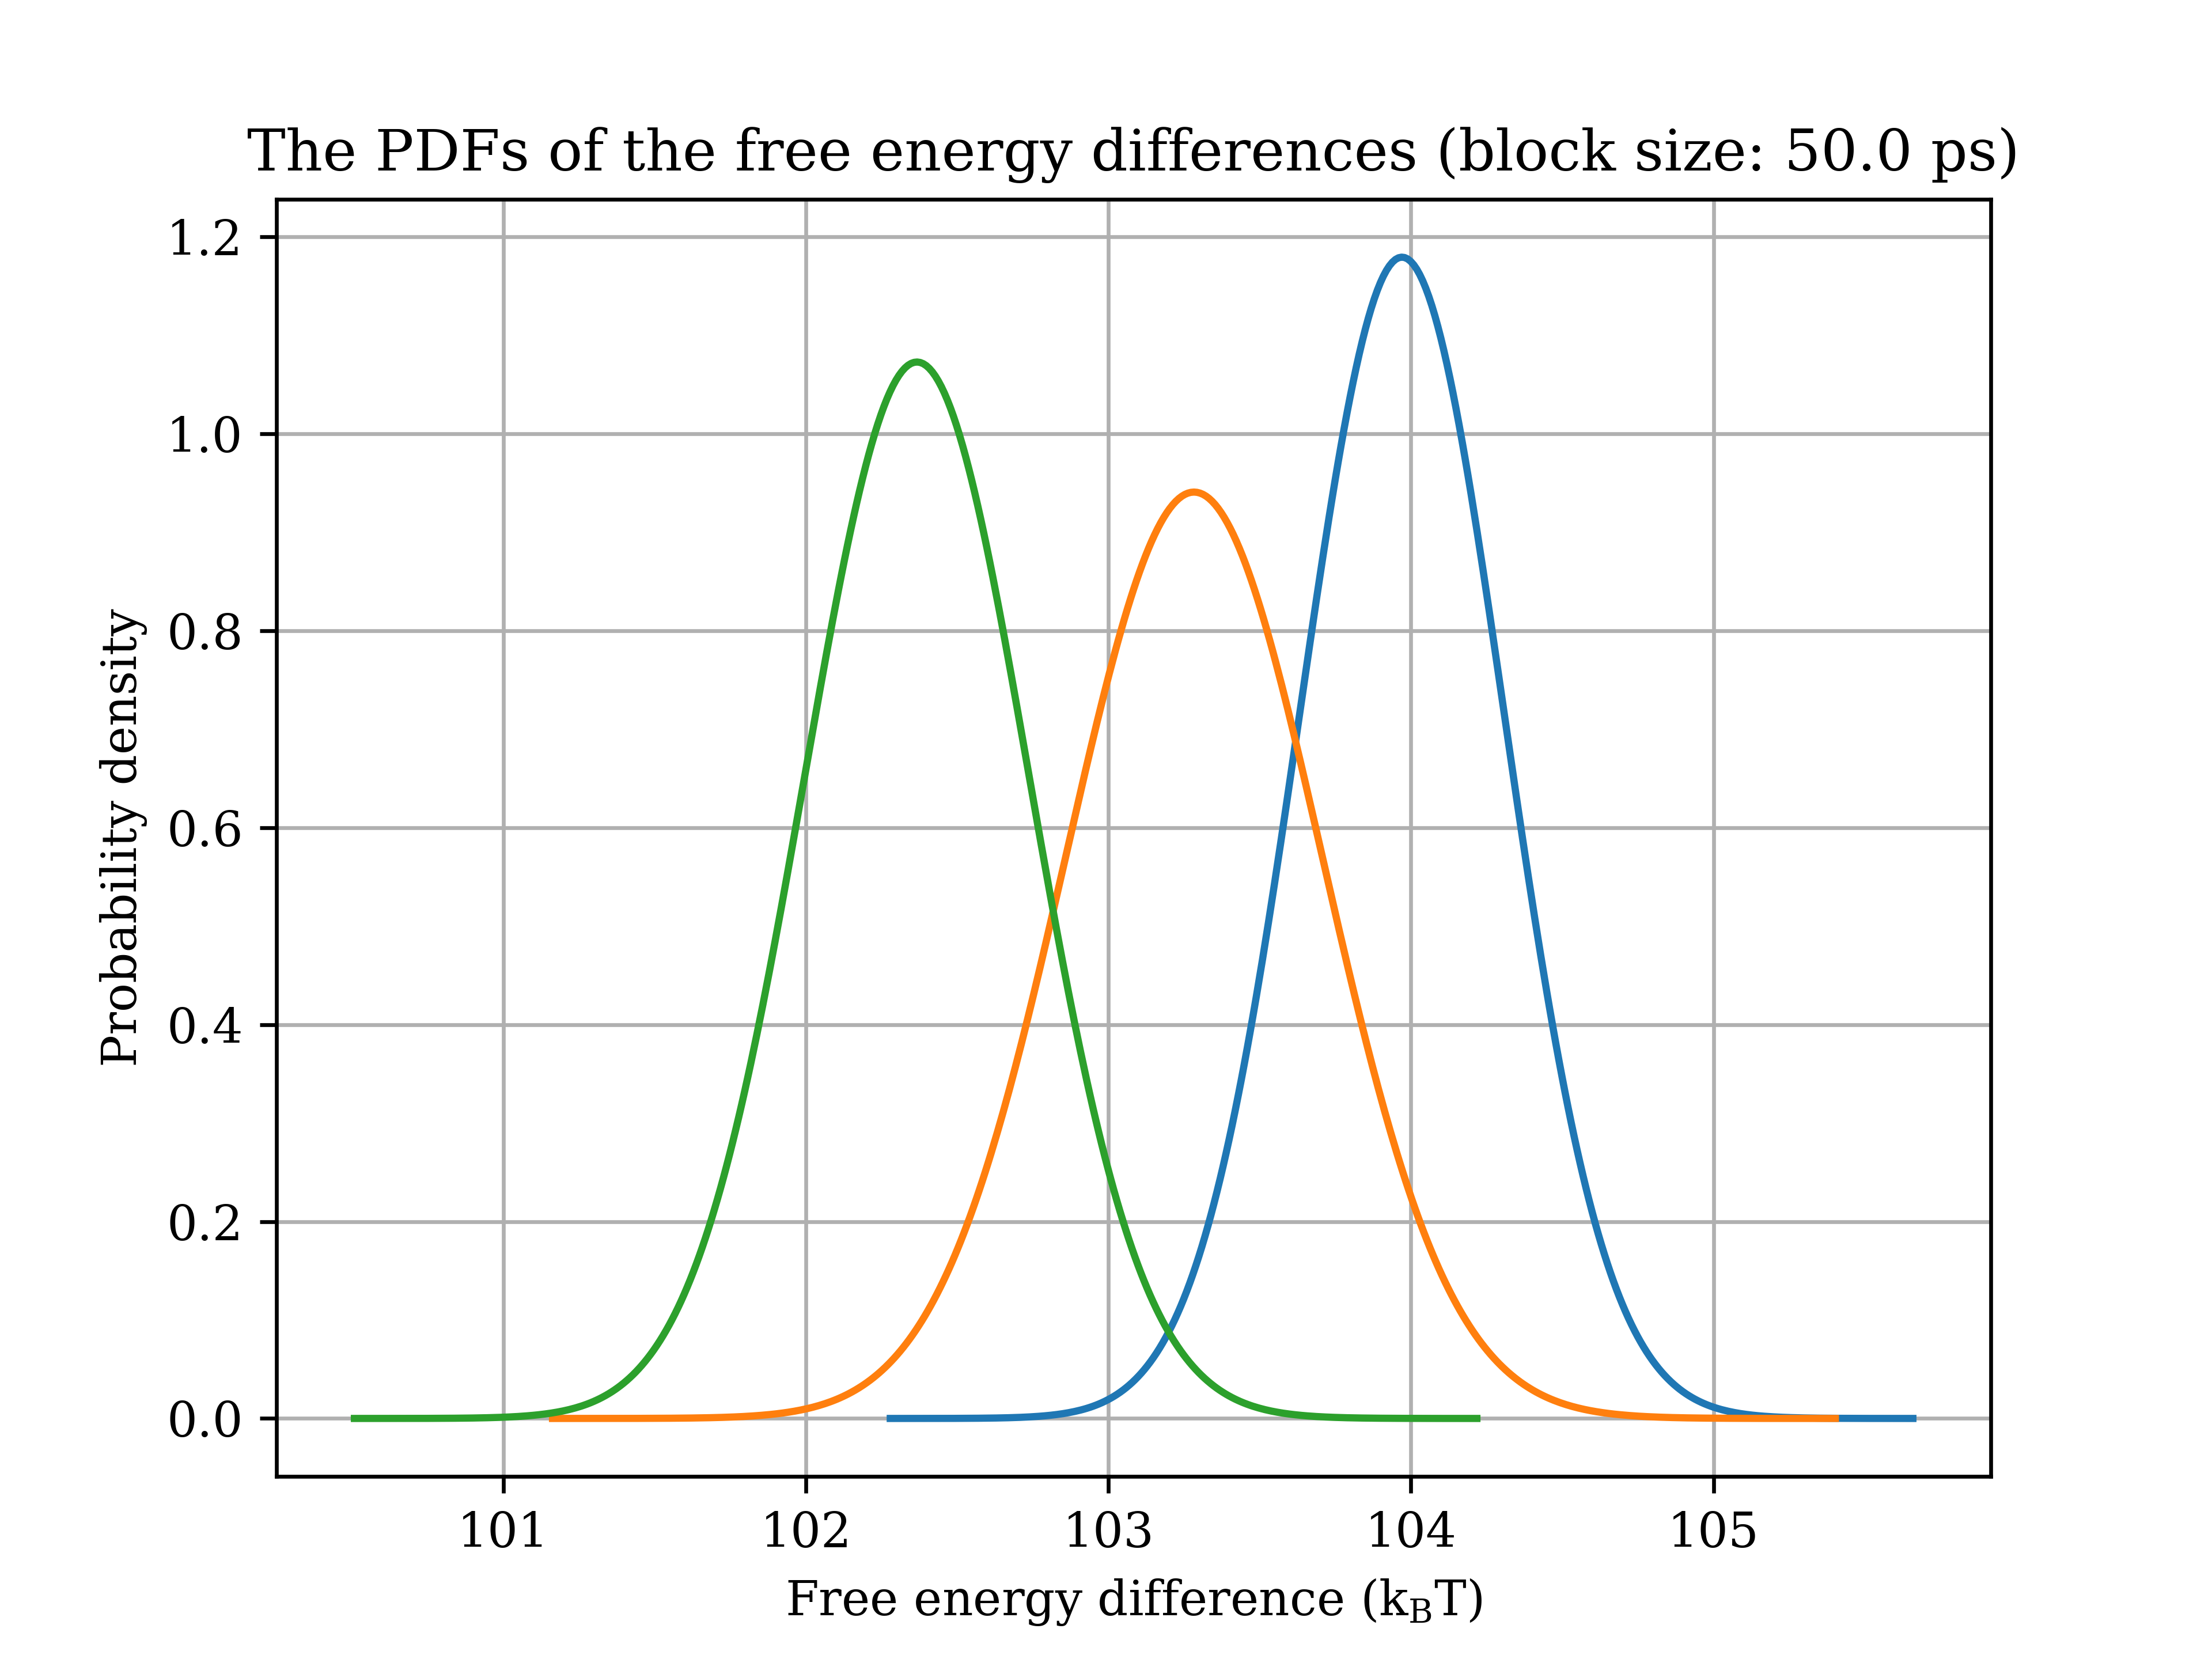 The PDFs of the free energy differences (block size: 50.0 ps)
1.2
1.0
0.8
0.6
0.4
0.2
0.0
Probability density
101 102 103 104 105
Free energy difference (k_BT)